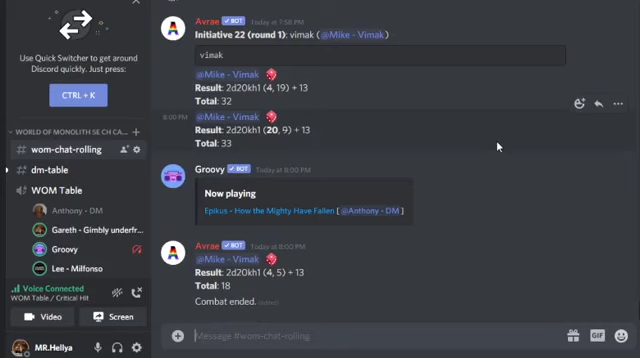 Use Quick Switcher to get around
Discord quickly. Just press:
CTRL + K
WORLD OF MONOLITH 5E CH CA
wom-chat-rolling
dm-table
WOM Table
Anthony - DM
Gareth - Gimbly underfr...
Groovy
Lee - Milfonso
Voice Connected
WOM Table / Critical Hit
Video
Screen
MR.Hellya
Avrae BOT Today at 7:58 PM
Initiative 22 (round 1): vimak (@Mike - Vimak)
vimak
@Mike - Vimak
Result: 2d20kh1 (4, 19) + 13
Total: 32
8:00 PM @Mike - Vimak
Result: 2d20kh1 (20, 9) + 13
Total: 33
Groovy BOT Today at 8:00 PM
Now playing
Epikus - How the Mighty Have Fallen [@Anthony - DM]
Avrae BOT Today at 8:00 PM
@Mike - Vimak
Result: 2d20kh1 (4, 5) + 13
Total: 18
Combat ended. (edited)
Message #wom-chat-rolling
GIF